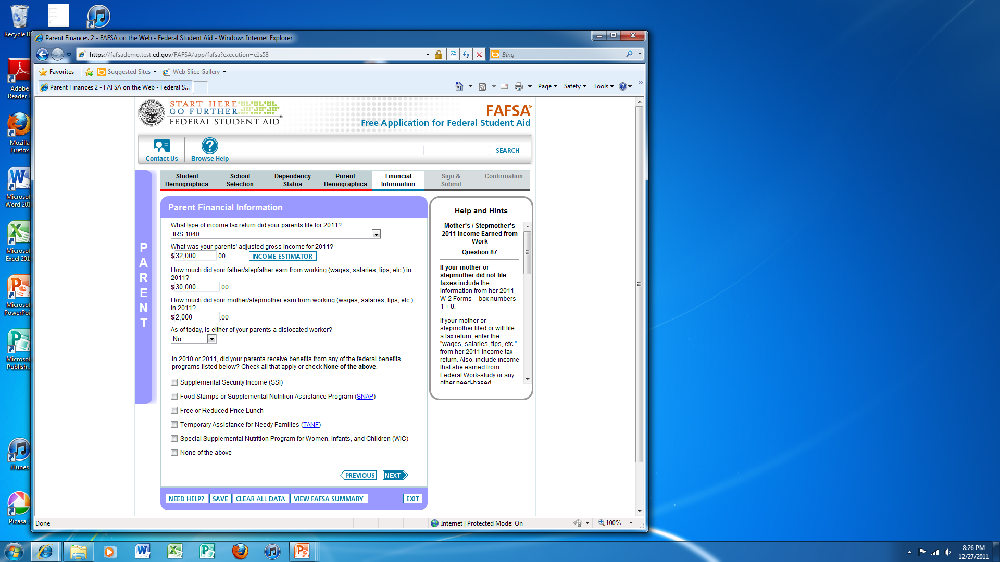 Recycle B
Parent Finances 2 - FAFSA on the Web - Federal Student Aid - Windows Internet Explorer
https://fafsademo.test.ed.gov/FAFSA/app/fafsa?execution=e1s58
Bing
Favorites
Suggested Sites
Web Slice Gallery
Parent Finances 2 - FAFSA on the Web - Federal S...
Page
Safety
Tools
Adobe
Reader X
Mozilla
Firefox
Microsof
Word 201
Microsof
Excel 201
Microsof
PowerPoi
Microsof
Publish...
iTunes
Picasa 3
START HERE
GO FURTHER
FEDERAL STUDENT AID®
FAFSA®
Free Application for Federal Student Aid
Contact Us
Browse Help
SEARCH
Student
Demographics
School
Selection
Dependency
Status
Parent
Demographics
Financial
Information
Sign &
Submit
Confirmation
PARENT
Parent Financial Information
What type of income tax return did your parents file for 2011?
IRS 1040
What was your parents' adjusted gross income for 2011?
$ 32,000 .00
INCOME ESTIMATOR
How much did your father/stepfather earn from working (wages, salaries, tips, etc.) in
2011?
$ 30,000 .00
How much did your mother/stepmother earn from working (wages, salaries, tips, etc.)
in 2011?
$ 2,000 .00
As of today, is either of your parents a dislocated worker?
No
In 2010 or 2011, did your parents receive benefits from any of the federal benefits
programs listed below? Check all that apply or check None of the above.
Supplemental Security Income (SSI)
Food Stamps or Supplemental Nutrition Assistance Program (SNAP)
Free or Reduced Price Lunch
Temporary Assistance for Needy Families (TANF)
Special Supplemental Nutrition Program for Women, Infants, and Children (WIC)
None of the above
PREVIOUS
NEXT
NEED HELP?
SAVE
CLEAR ALL DATA
VIEW FAFSA SUMMARY
EXIT
Help and Hints
Mother's / Stepmother's
2011 Income Earned from
Work
Question 87
If your mother or
stepmother did not file
taxes include the
information from her 2011
W-2 Forms – box numbers
1 + 8.
If your mother or
stepmother filed or will file
a tax return, enter the
"wages, salaries, tips, etc."
from her 2011 income tax
return. Also, include income
that she earned from
Federal Work-study or any
other need-based
Done
Internet | Protected Mode: On
100%
8:26 PM
12/27/2011